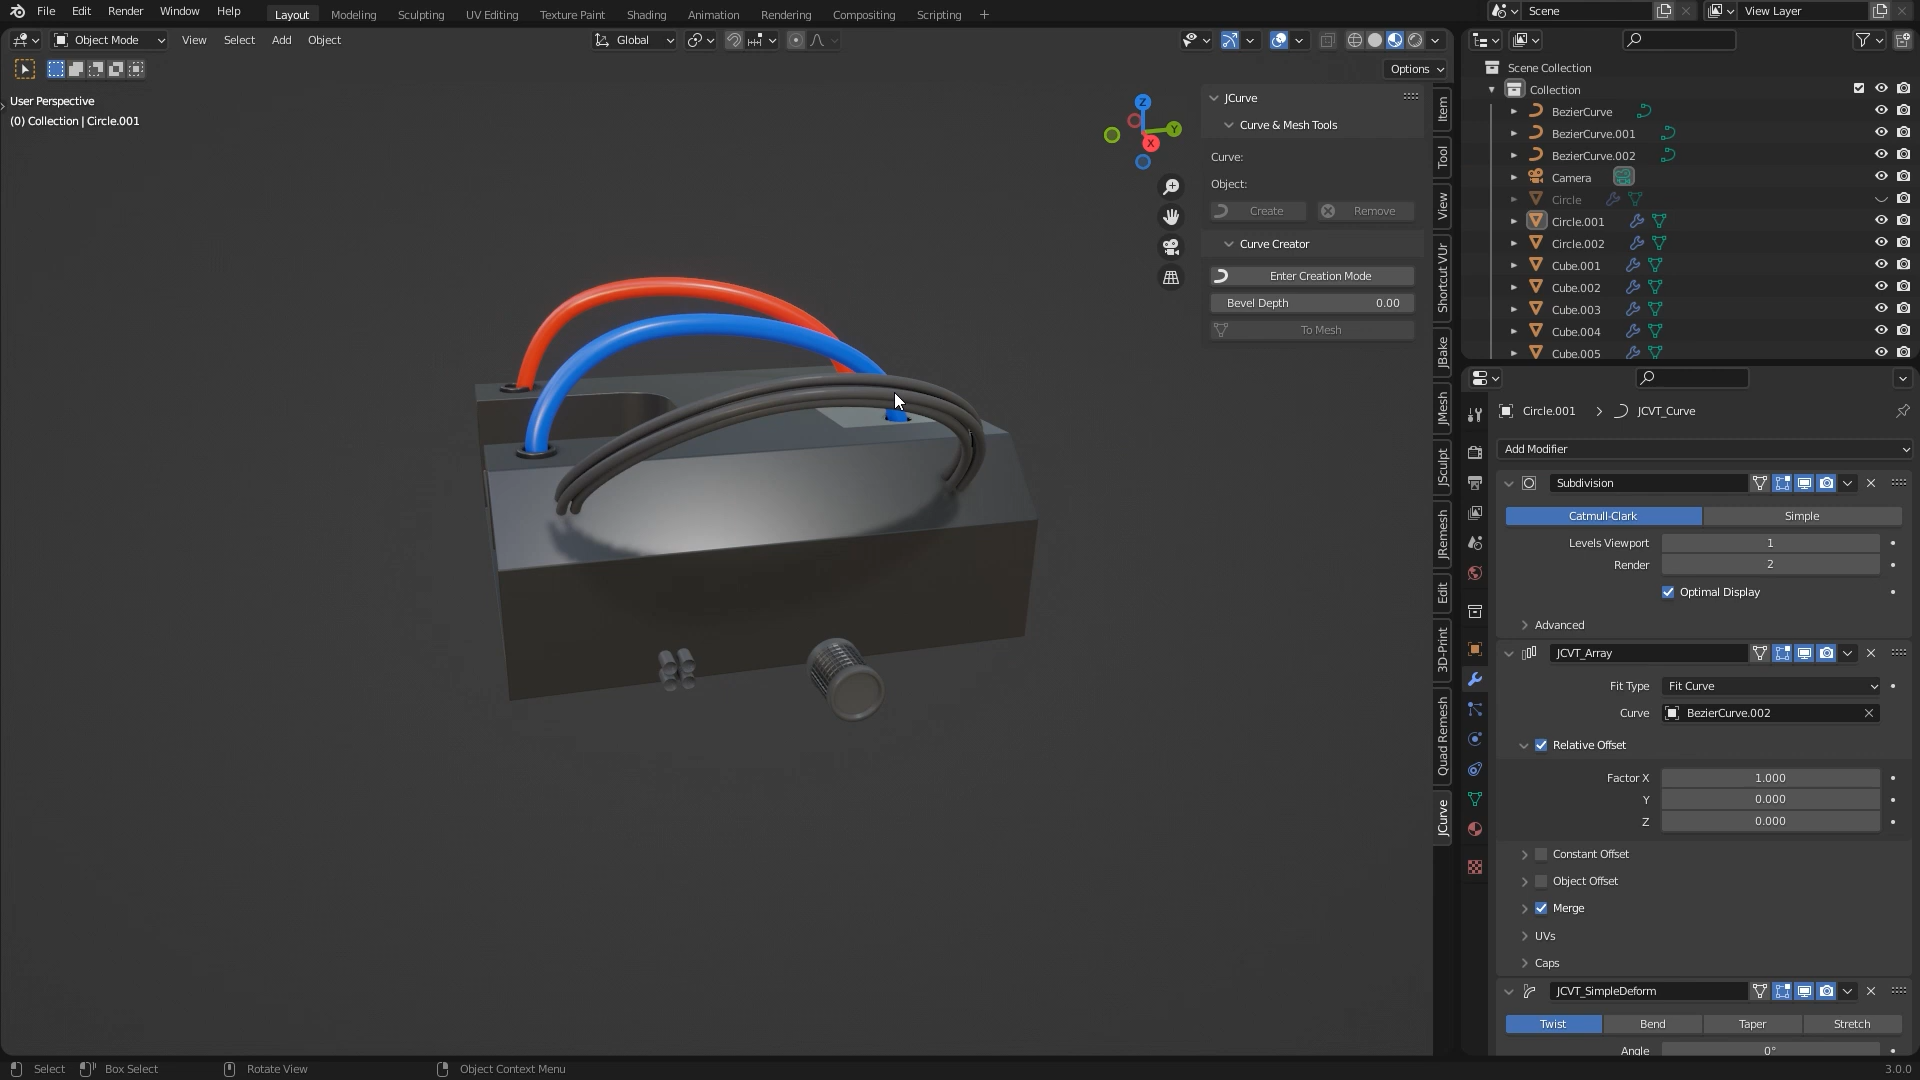 File Edit Render Window Help Layout Modeling Sculpting UV Editing Texture Paint Shading Animation Rendering Compositing Scripting + Scene View Layer
Object Mode View Select Add Object Global
Options
User Perspective
(0) Collection | Circle.001
Z
Y
X
JCurve
Curve & Mesh Tools
Curve:
Object:
Create Remove
Curve Creator
Enter Creation Mode
Bevel Depth 0.00
To Mesh
Item
Tool
View
Shortcut VUr
JBake
JMesh
JSculpt
JRemesh
Edit
3D-Print
Quad Remesh
JCurve
Scene Collection
Collection
BezierCurve
BezierCurve.001
BezierCurve.002
Camera
Circle
Circle.001
Circle.002
Cube.001
Cube.002
Cube.003
Cube.004
Cube.005
Circle.001 > JCVT_Curve
Add Modifier
Subdivision
Catmull-Clark Simple
Levels Viewport 1
Render 2
Optimal Display
Advanced
JCVT_Array
Fit Type Fit Curve
Curve BezierCurve.002
Relative Offset
Factor X 1.000
Y 0.000
Z 0.000
Constant Offset
Object Offset
Merge
UVs
Caps
JCVT_SimpleDeform
Twist Bend Taper Stretch
Angle 0°
Select Box Select Rotate View Object Context Menu 3.0.0